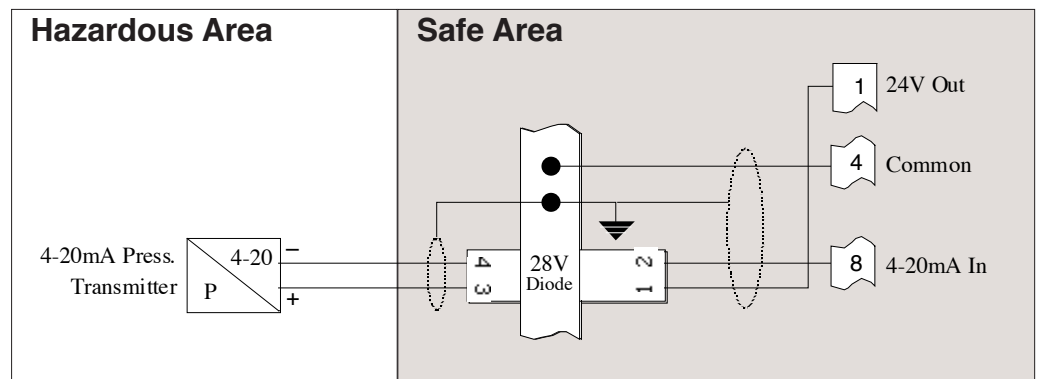 Hazardous Area
Safe Area
1 24V Out
4 Common
4-20mA Press.
Transmitter
4-20
P
−
+
4
3
28V
Diode
2
1
8 4-20mA In